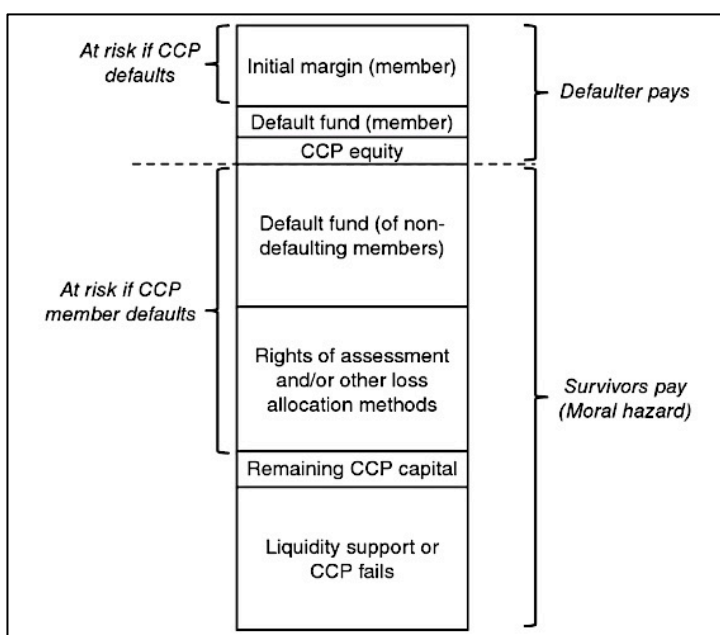 At risk if CCP
defaults
Initial margin (member)
Defaulter pays
Default fund (member)
CCP equity
Default fund (of non-
defaulting members)
At risk if CCP
member defaults
Rights of assessment
and/or other loss
allocation methods
Survivors pay
(Moral hazard)
Remaining CCP capital
Liquidity support or
CCP fails